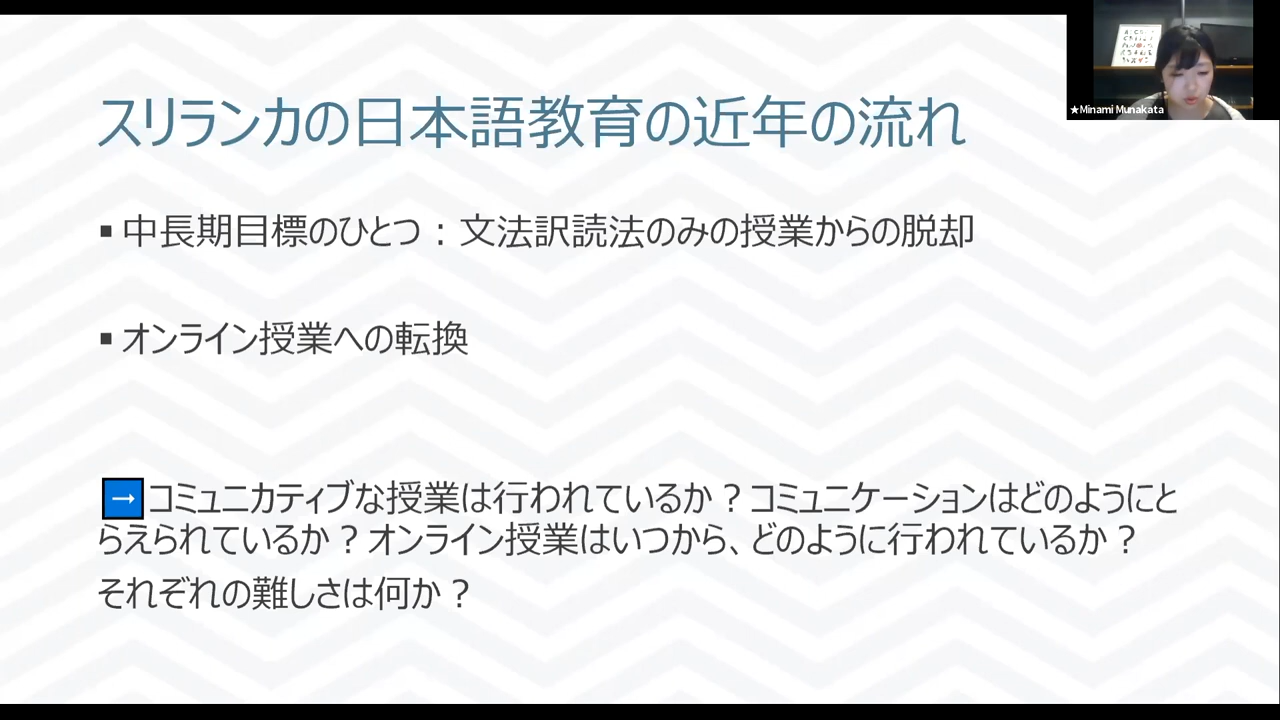 スリランカの日本語教育の近年の流れ
★Minami Munakata
▪中長期目標のひとつ：文法訳読法のみの授業からの脱却
▪オンライン授業への転換
➡コミュニカティブな授業は行われているか？コミュニケーションはどのようにと
らえられているか？オンライン授業はいつから、どのように行われているか？
それぞれの難しさは何か？